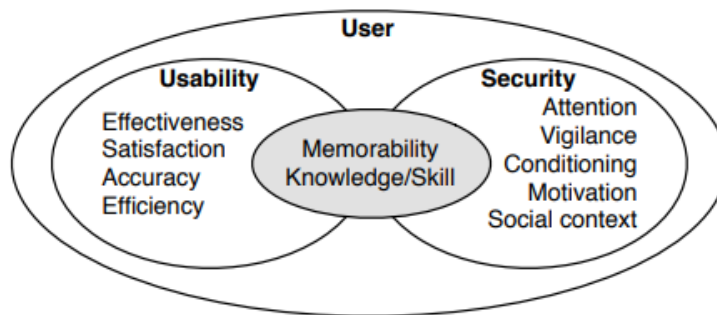 User
Usability
Effectiveness
Satisfaction
Accuracy
Efficiency
Memorability
Knowledge/Skill
Security
Attention
Vigilance
Conditioning
Motivation
Social context